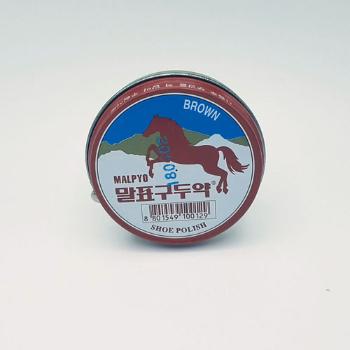 BROWN
MALPYO
말표구두약®
8 801549 100129
SHOE POLISH